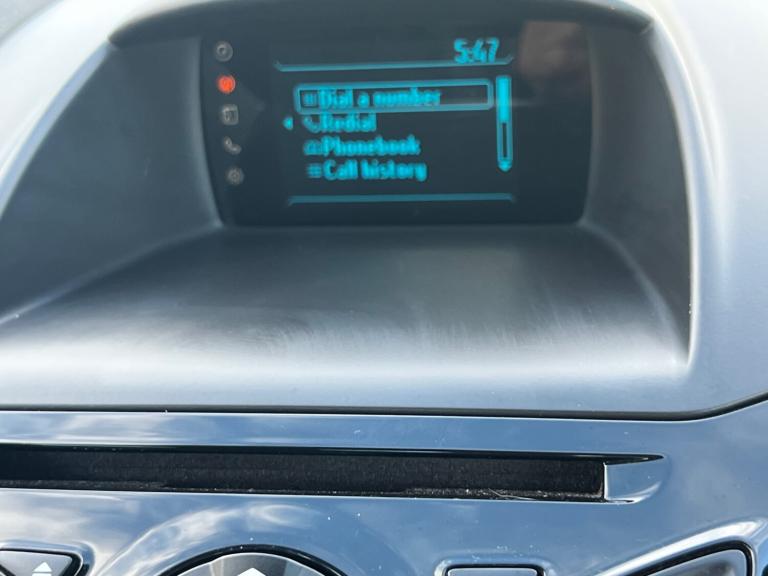 5:47
Dial a number
Redial
Phonebook
Call history